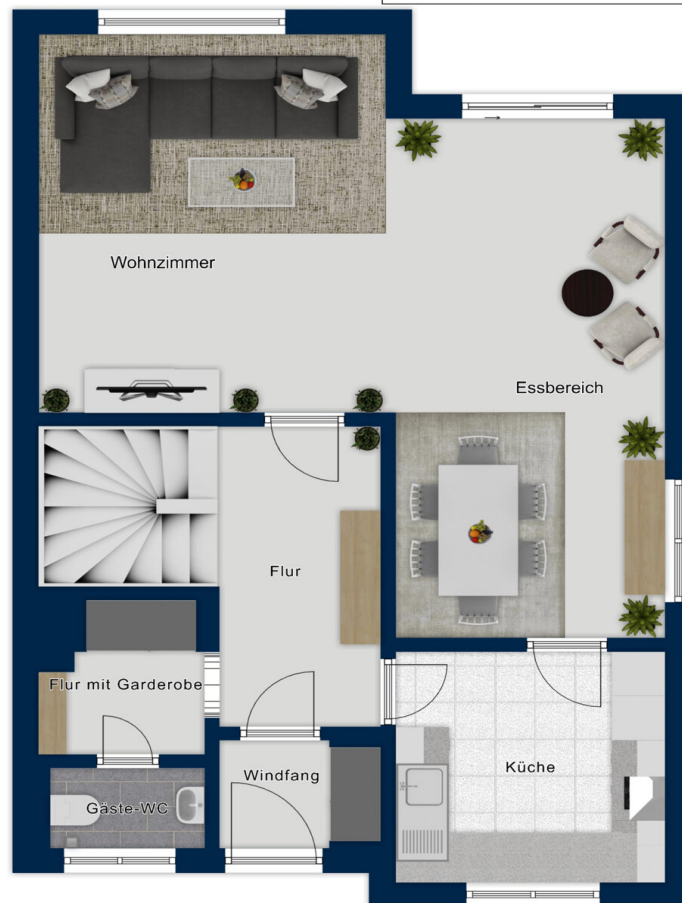 Wohnzimmer
Essbereich
Flur
Flur mit Garderobe
Küche
Windfang
Gäste-WC